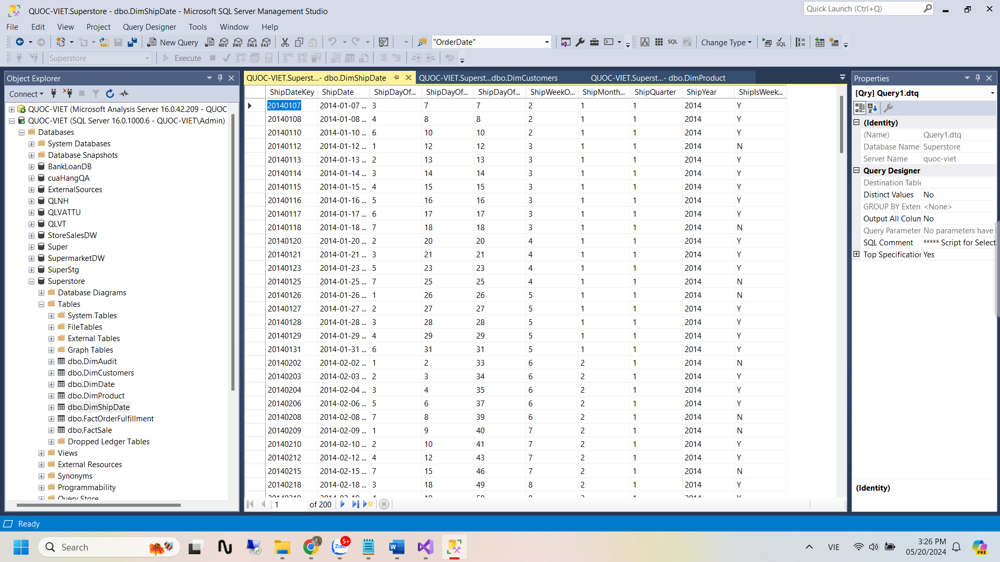 QUOC-VIET.Superstore - dbo.DimShipDate - Microsoft SQL Server Management Studio
Quick Launch (Ctrl+Q)
File Edit View Project Query Designer Tools Window Help
New Query MDX DMX XMLA DAX "OrderDate" SQL Change Type SQL
Superstore Execute
Object Explorer
Connect
QUOC-VIET (Microsoft Analysis Server 16.0.42.209 - QUOC
QUOC-VIET (SQL Server 16.0.1000.6 - QUOC-VIET\Admin)
Databases
System Databases
Database Snapshots
BankLoanDB
cuaHangQA
ExternalSources
QLNH
QLVATTU
QLVT
StoreSalesDW
Super
SupermarketDW
SuperStg
Superstore
Database Diagrams
Tables
System Tables
FileTables
External Tables
Graph Tables
dbo.DimAudit
dbo.DimCustomers
dbo.DimDate
dbo.DimProduct
dbo.DimShipDate
dbo.FactOrderFulfillment
dbo.FactSale
Dropped Ledger Tables
Views
External Resources
Synonyms
Programmability
Query Store
QUOC-VIET.Superst...- dbo.DimShipDate QUOC-VIET.Superst...dbo.DimCustomers QUOC-VIET.Superst...- dbo.DimProduct
ShipDateKey ShipDate ShipDayOf... ShipDayOf... ShipDayOf... ShipWeekO... ShipMonth... ShipQuarter ShipYear ShipIsWeek...
20140107 2014-01-07 ... 3 7 7 2 1 1 2014 Y
20140108 2014-01-08 ... 4 8 8 2 1 1 2014 Y
20140110 2014-01-10 ... 6 10 10 2 1 1 2014 Y
20140112 2014-01-12 ... 1 12 12 3 1 1 2014 N
20140113 2014-01-13 ... 2 13 13 3 1 1 2014 Y
20140114 2014-01-14 ... 3 14 14 3 1 1 2014 Y
20140115 2014-01-15 ... 4 15 15 3 1 1 2014 Y
20140116 2014-01-16 ... 5 16 16 3 1 1 2014 Y
20140117 2014-01-17 ... 6 17 17 3 1 1 2014 Y
20140118 2014-01-18 ... 7 18 18 3 1 1 2014 N
20140120 2014-01-20 ... 2 20 20 4 1 1 2014 Y
20140121 2014-01-21 ... 3 21 21 4 1 1 2014 Y
20140123 2014-01-23 ... 5 23 23 4 1 1 2014 Y
20140125 2014-01-25 ... 7 25 25 4 1 1 2014 N
20140126 2014-01-26 ... 1 26 26 5 1 1 2014 N
20140127 2014-01-27 ... 2 27 27 5 1 1 2014 Y
20140128 2014-01-28 ... 3 28 28 5 1 1 2014 Y
20140129 2014-01-29 ... 4 29 29 5 1 1 2014 Y
20140131 2014-01-31 ... 6 31 31 5 1 1 2014 Y
20140202 2014-02-02 ... 1 2 33 6 2 1 2014 N
20140203 2014-02-03 ... 2 3 34 6 2 1 2014 Y
20140204 2014-02-04 ... 3 4 35 6 2 1 2014 Y
20140206 2014-02-06 ... 5 6 37 6 2 1 2014 Y
20140208 2014-02-08 ... 7 8 39 6 2 1 2014 N
20140209 2014-02-09 ... 1 9 40 7 2 1 2014 N
20140210 2014-02-10 ... 2 10 41 7 2 1 2014 Y
20140212 2014-02-12 ... 4 12 43 7 2 1 2014 Y
20140215 2014-02-15 ... 7 15 46 7 2 1 2014 N
20140218 2014-02-18 ... 3 18 49 8 2 1 2014 Y
1 of 200
Properties
[Qry] Query1.dtq
(Identity)
(Name) Query1.dtq
Database Name Superstore
Server Name quoc-viet
Query Designer
Destination Table
Distinct Values No
GROUP BY Exten <None>
Output All Colum No
Query Parameter No parameters have
SQL Comment ***** Script for Select
Top Specification Yes
(Identity)
Ready
Search Zalo 5+ VIE
3:26 PM
05/20/2024
PRE